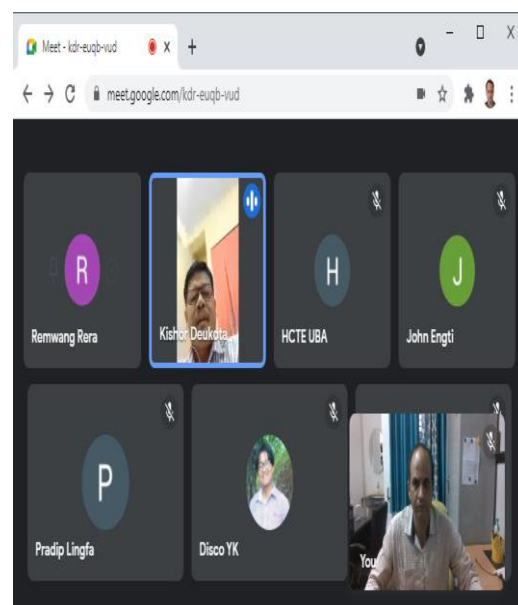 Meet - kdr-euqb-vud
meet.google.com/kdr-euqb-vud
R
Remwang Rera
Kishor Deukota
H
HCTE UBA
J
John Engti
P
Pradip Lingfa
Disco YK
You